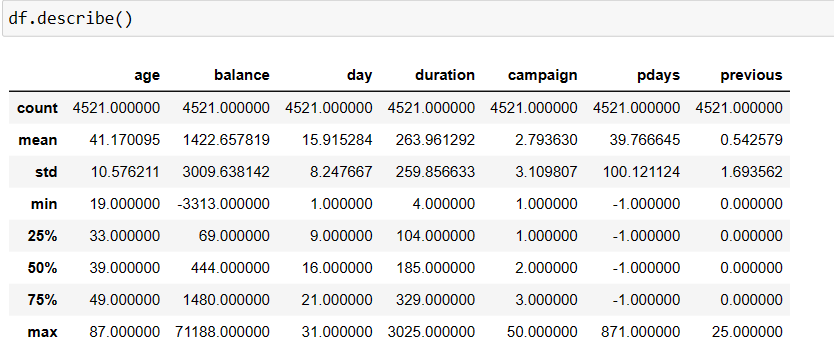 df.describe()
age balance day duration campaign pdays previous
count 4521.000000 4521.000000 4521.000000 4521.000000 4521.000000 4521.000000 4521.000000
mean 41.170095 1422.657819 15.915284 263.961292 2.793630 39.766645 0.542579
std 10.576211 3009.638142 8.247667 259.856633 3.109807 100.121124 1.693562
min 19.000000 -3313.000000 1.000000 4.000000 1.000000 -1.000000 0.000000
25% 33.000000 69.000000 9.000000 104.000000 1.000000 -1.000000 0.000000
50% 39.000000 444.000000 16.000000 185.000000 2.000000 -1.000000 0.000000
75% 49.000000 1480.000000 21.000000 329.000000 3.000000 -1.000000 0.000000
max 87.000000 71188.000000 31.000000 3025.000000 50.000000 871.000000 25.000000